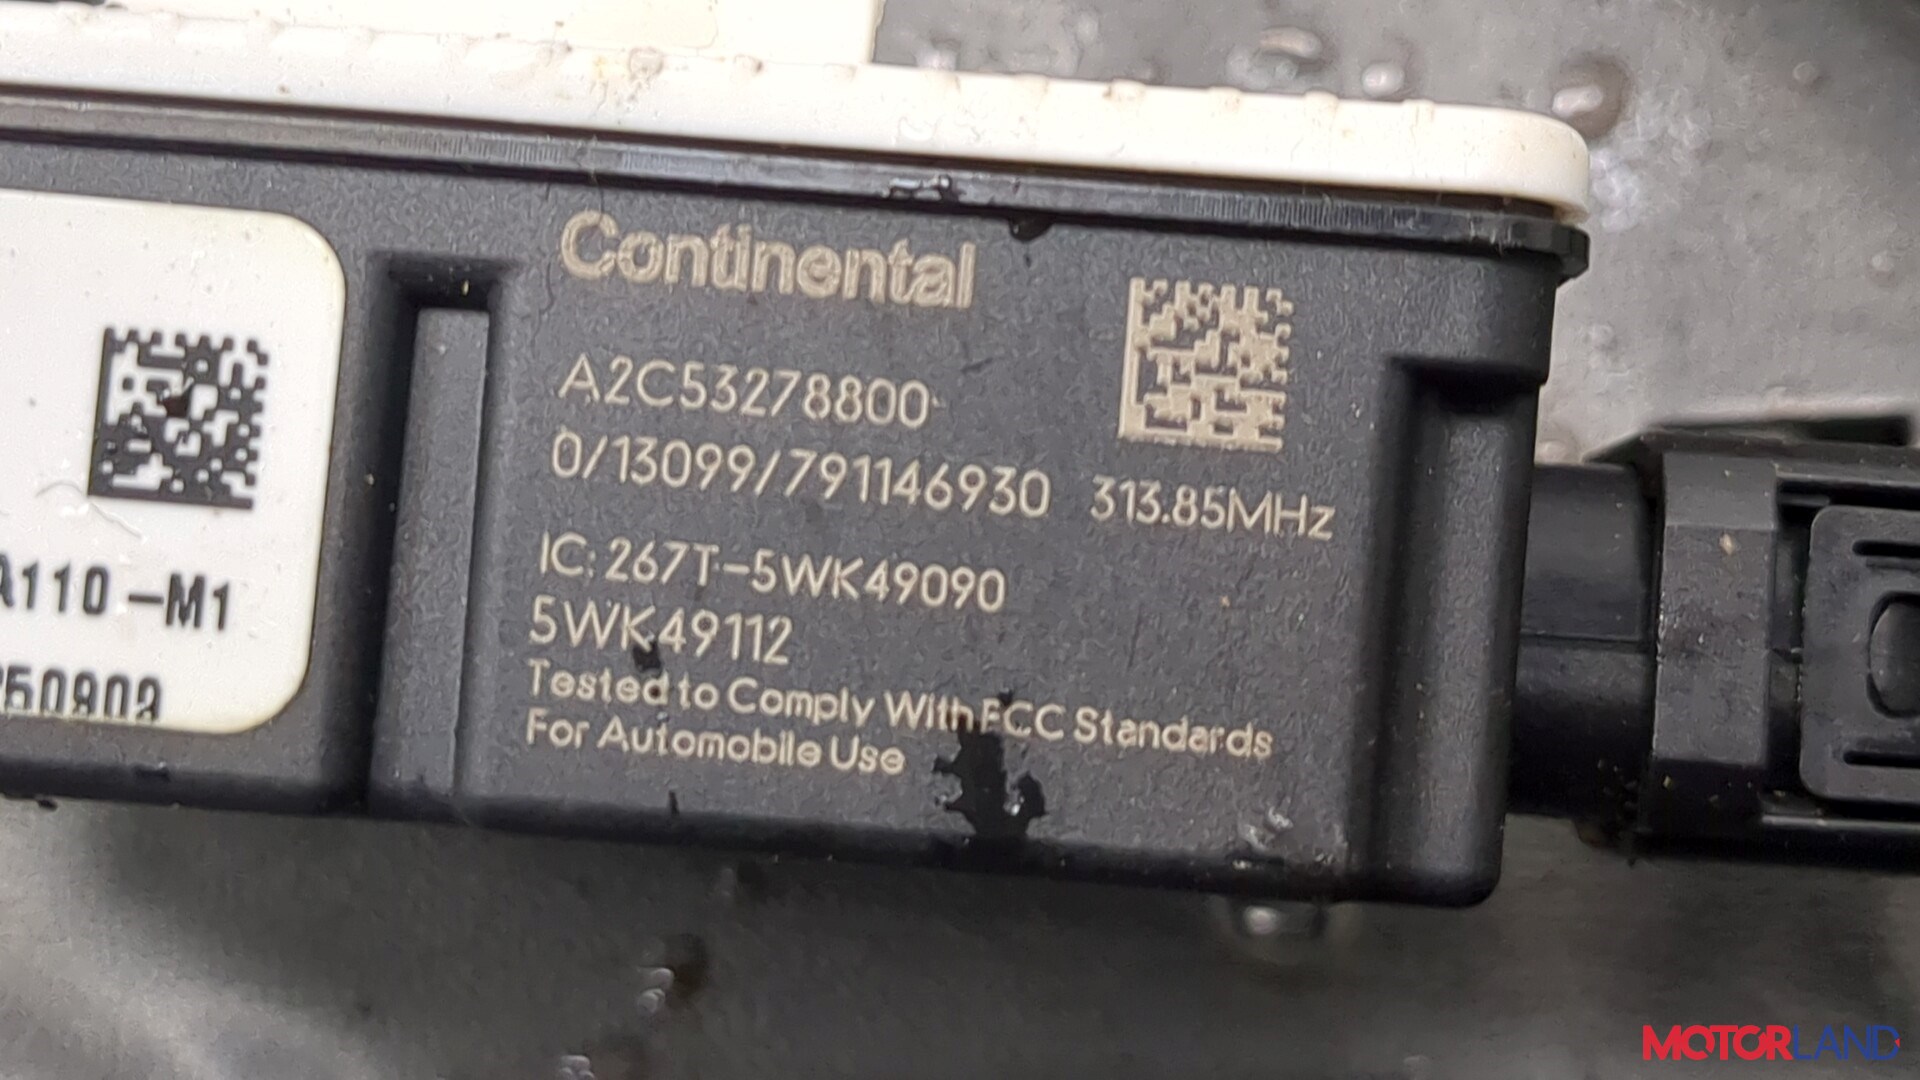 Continental
A2C53278800
0/13099/791146930 313.85MHz
IC: 267T-5WK49090
5WK49112
Tested to Comply With FCC Standards
For Automobile Use
A110-M1
50909
MOTORLAND